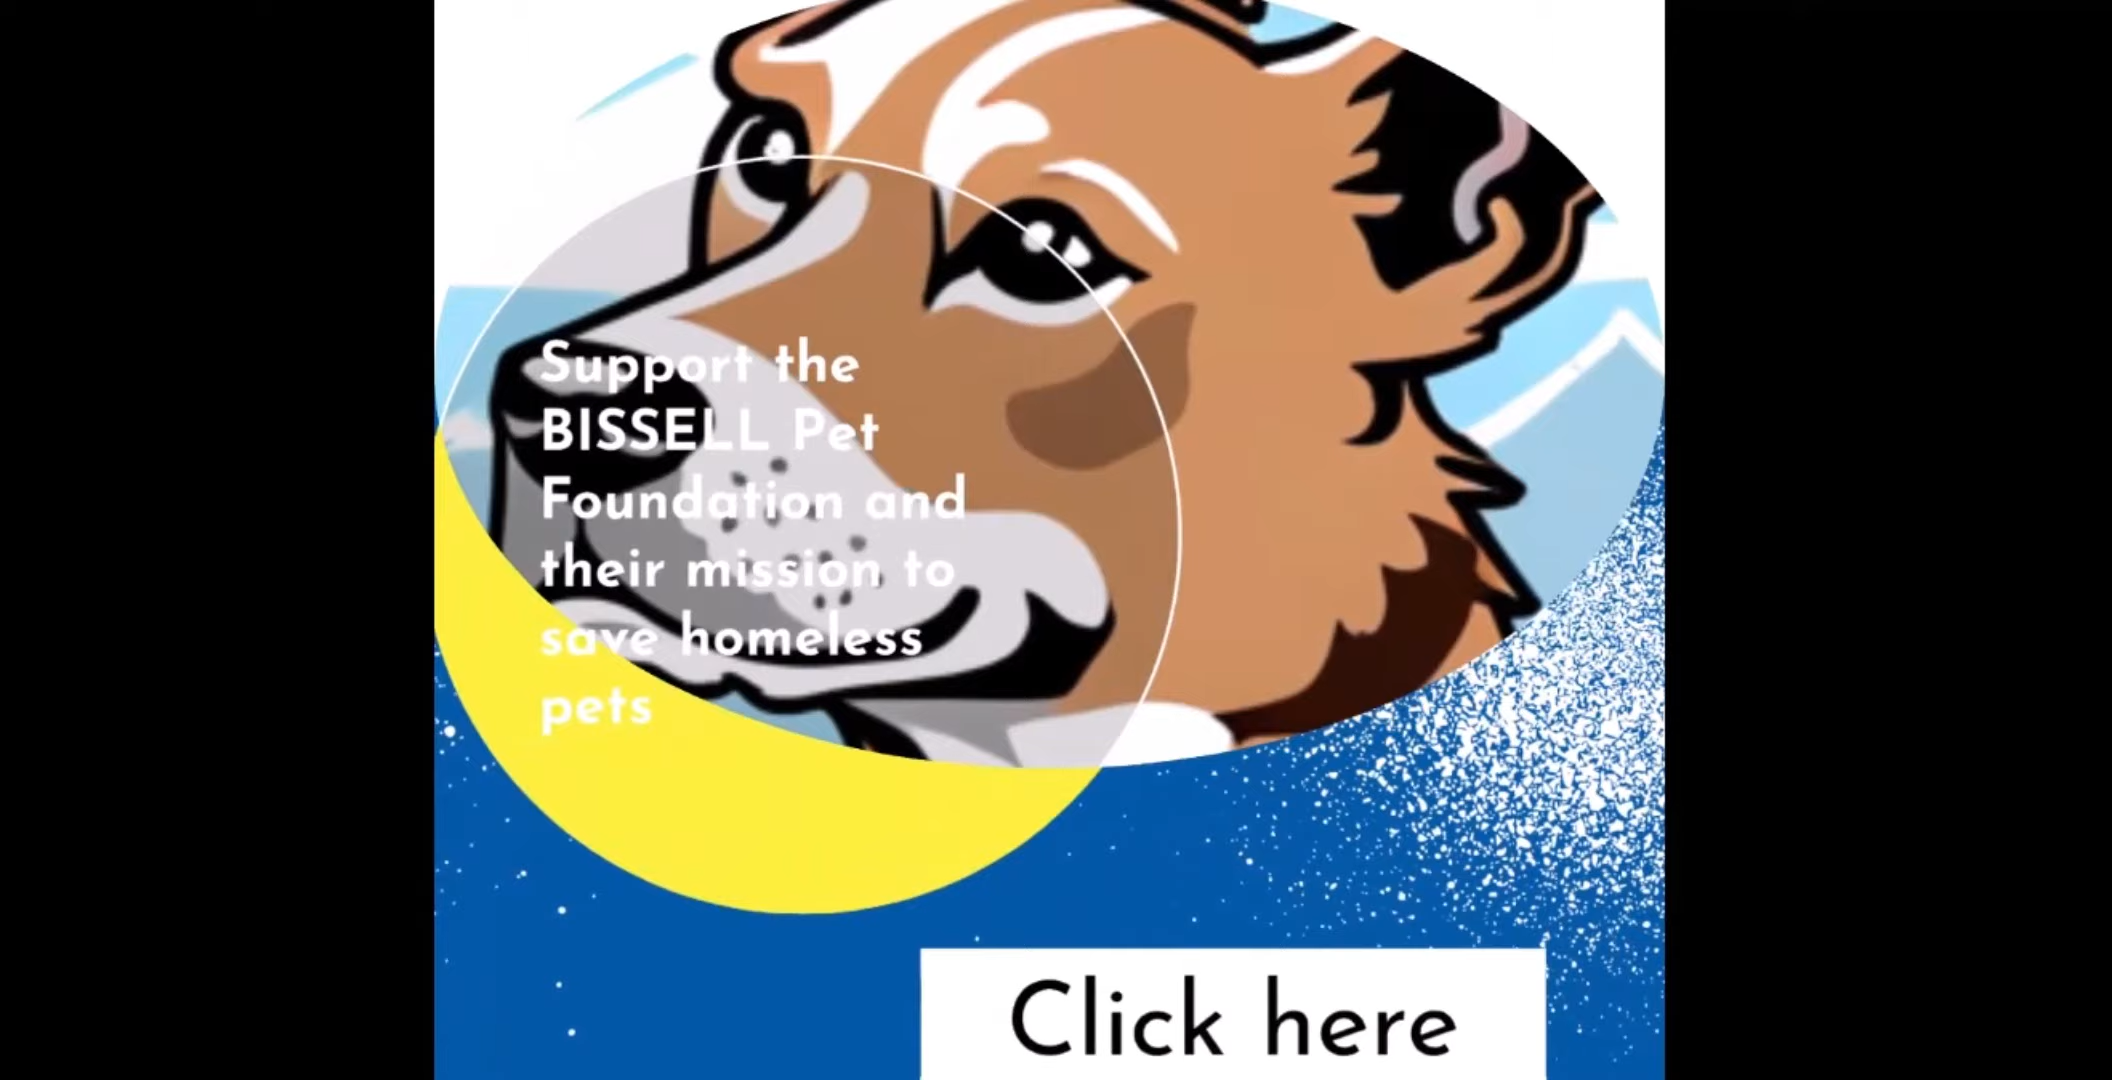 Support the
BISSELL Pet
Foundation and
their mission to
save homeless
pets
Click here